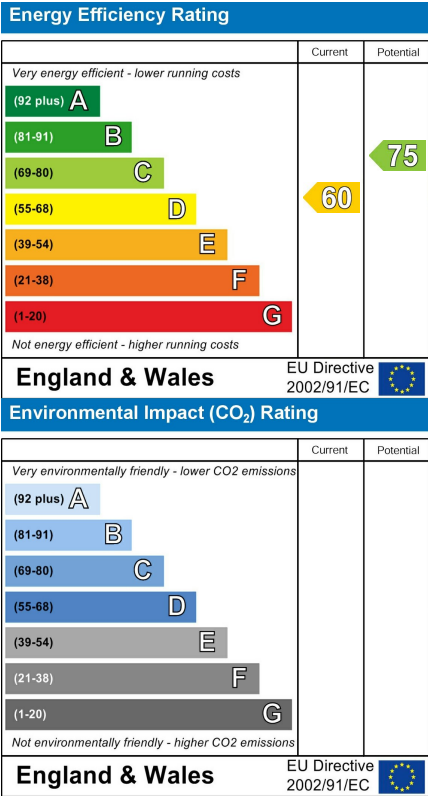 Energy Efficiency Rating
Current Potential
Very energy efficient - lower running costs
(92 plus) A
(81-91) B
(69-80) C
75
(55-68) D
60
(39-54) E
(21-38) F
(1-20) G
Not energy efficient - higher running costs
England & Wales
EU Directive
2002/91/EC
Environmental Impact (CO₂) Rating
Current Potential
Very environmentally friendly - lower CO2 emissions
(92 plus) A
(81-91) B
(69-80) C
(55-68) D
(39-54) E
(21-38) F
(1-20) G
Not environmentally friendly - higher CO2 emissions
England & Wales
EU Directive
2002/91/EC